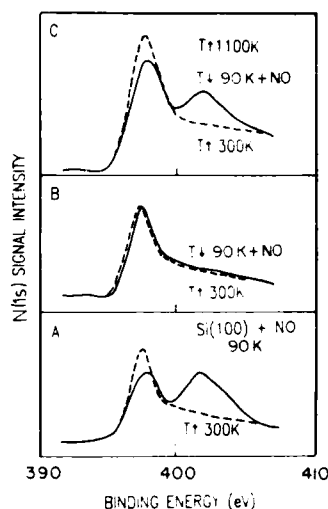 C
T↑ 1100K
T↓ 90K+NO
T↑ 300K
B
T↓ 90K+NO
T↑ 300K
A
Si(100) + NO
90K
T↑ 300K
N(1s) SIGNAL INTENSITY
390 400 410
BINDING ENERGY (eV)